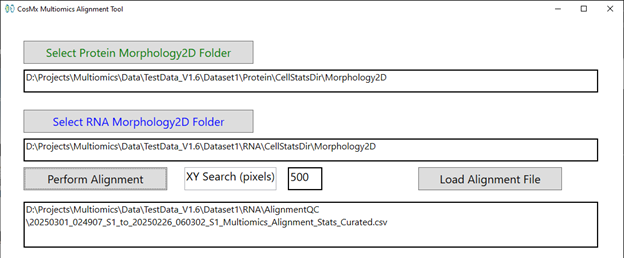 CosMx Multiomics Alignment Tool
Select Protein Morphology2D Folder
D:\Projects\Multiomics\Data\TestData_V1.6\Dataset1\Protein\CellStatsDir\Morphology2D
Select RNA Morphology2D Folder
D:\Projects\Multiomics\Data\TestData_V1.6\Dataset1\RNA\CellStatsDir\Morphology2D
Perform Alignment XY Search (pixels) 500 Load Alignment File
D:\Projects\Multiomics\Data\TestData_V1.6\Dataset1\RNA\AlignmentQC
\20250301_024907_S1_to_20250226_060302_S1_Multiomics_Alignment_Stats_Curated.csv